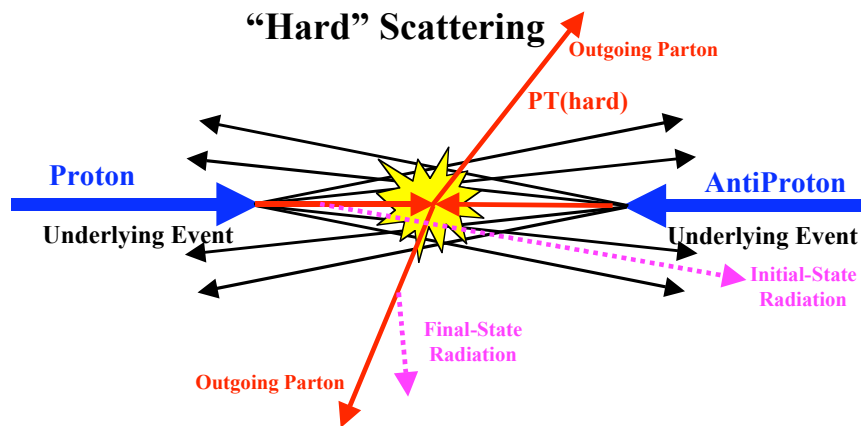 “Hard” Scattering
Outgoing Parton
PT(hard)
Proton
AntiProton
Underlying Event
Underlying Event
Initial-State
Radiation
Final-State
Radiation
Outgoing Parton